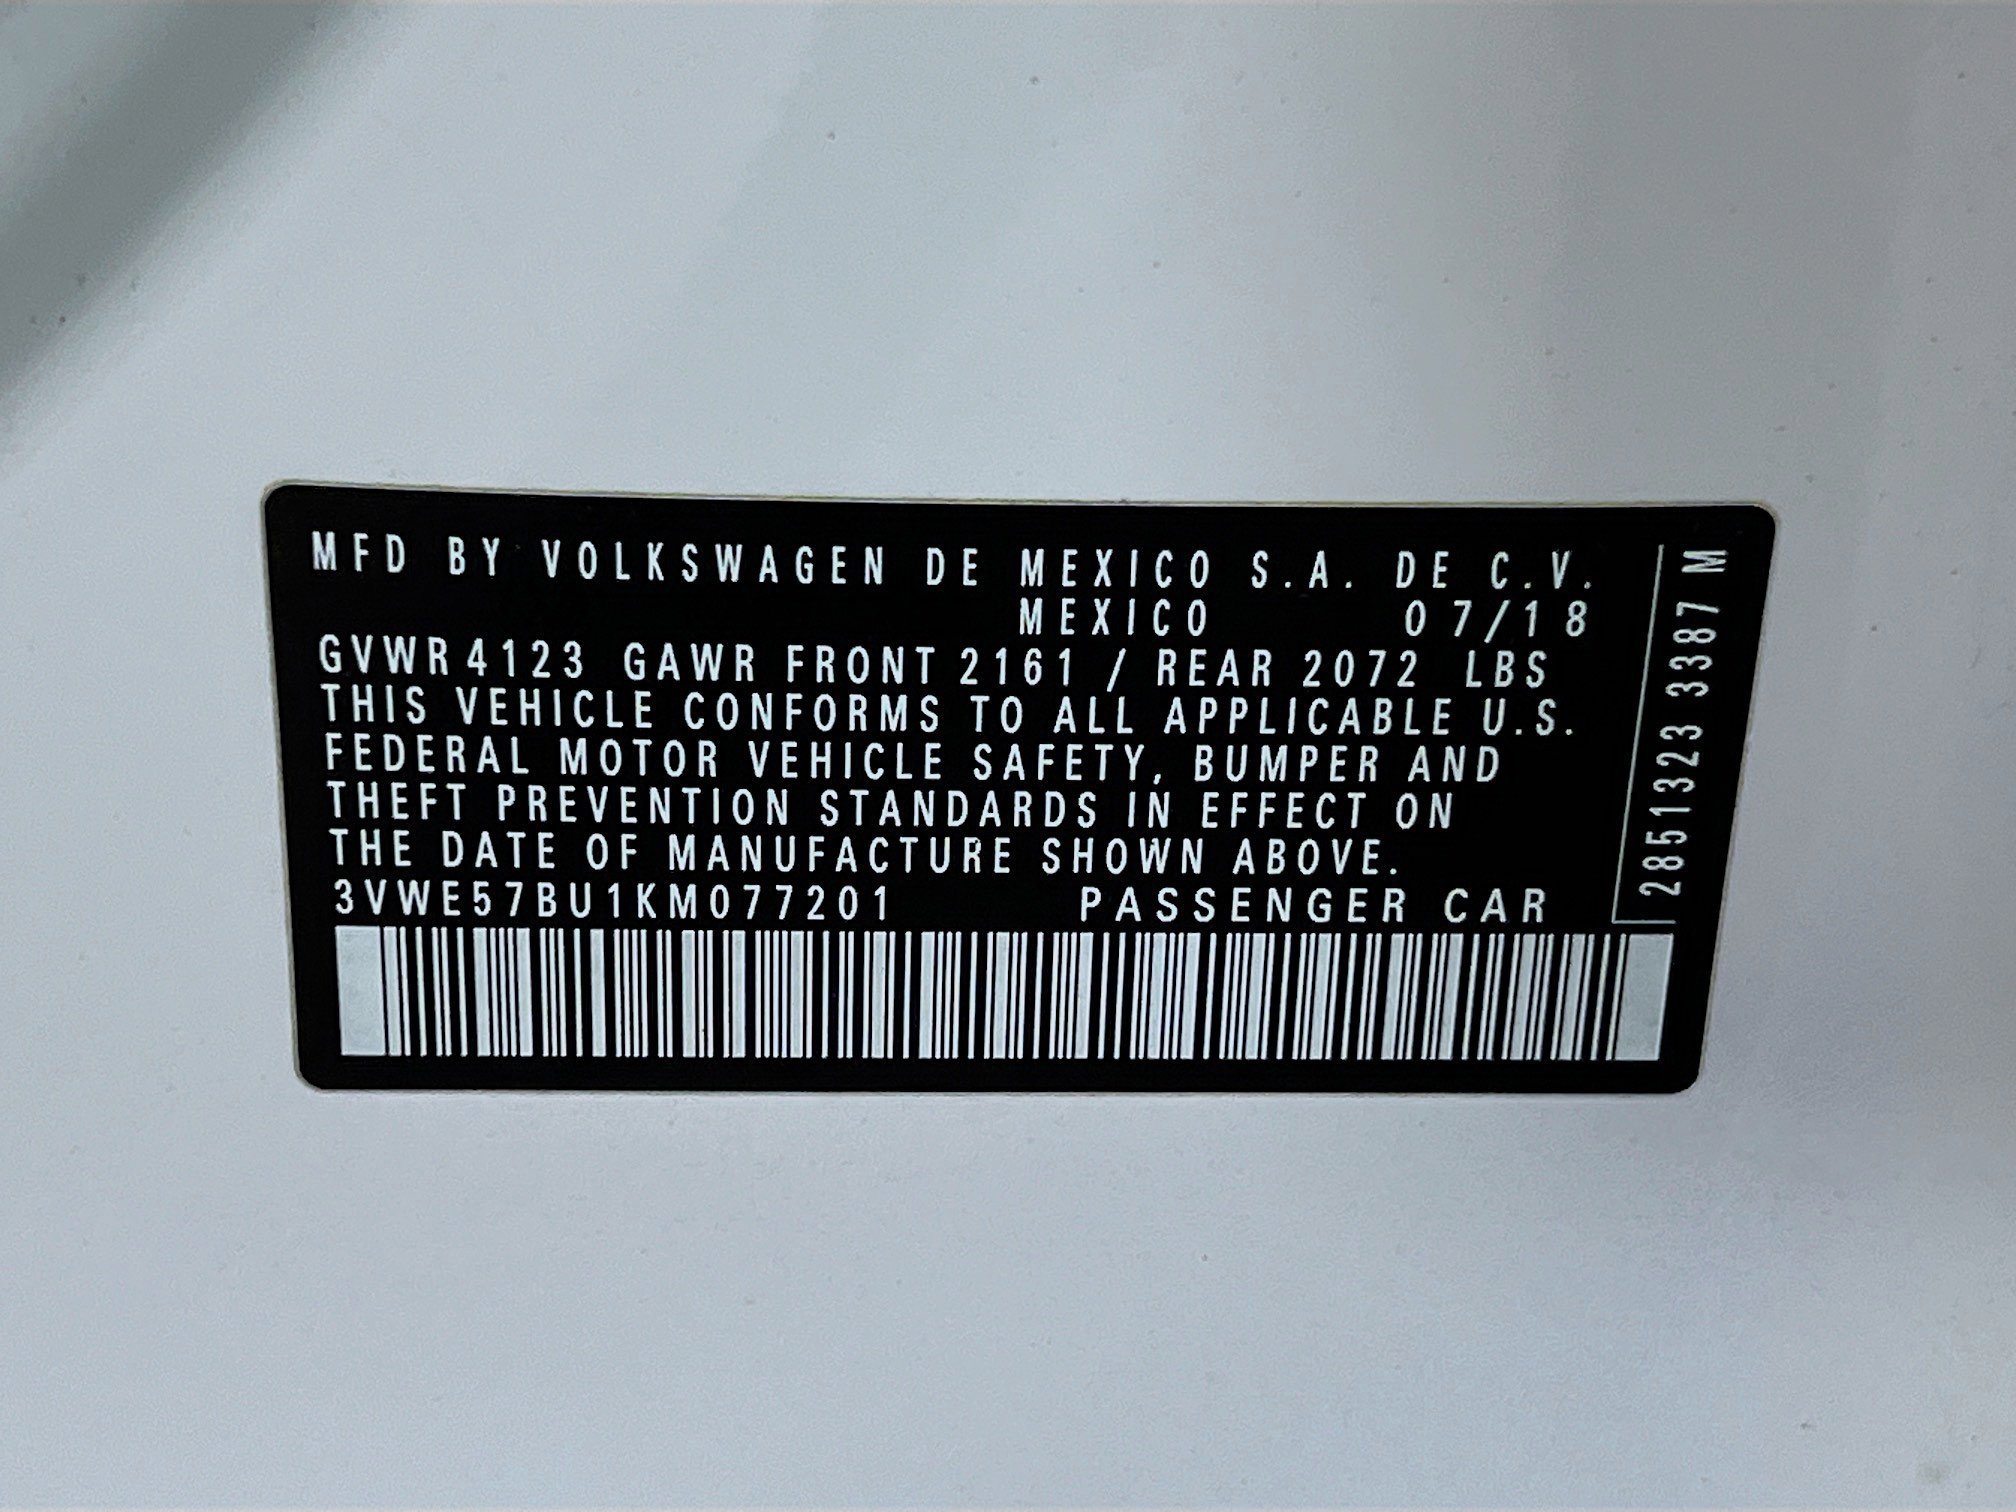 MFD BY VOLKSWAGEN DE MEXICO S.A. DE C.V.
MEXICO 07/18
GVWR 4123 GAWR FRONT 2161 / REAR 2072 LBS
THIS VEHICLE CONFORMS TO ALL APPLICABLE U.S.
FEDERAL MOTOR VEHICLE SAFETY, BUMPER AND
THEFT PREVENTION STANDARDS IN EFFECT ON
THE DATE OF MANUFACTURE SHOWN ABOVE.
3VWE57BU1KM077201 PASSENGER CAR
2851323 3387 M